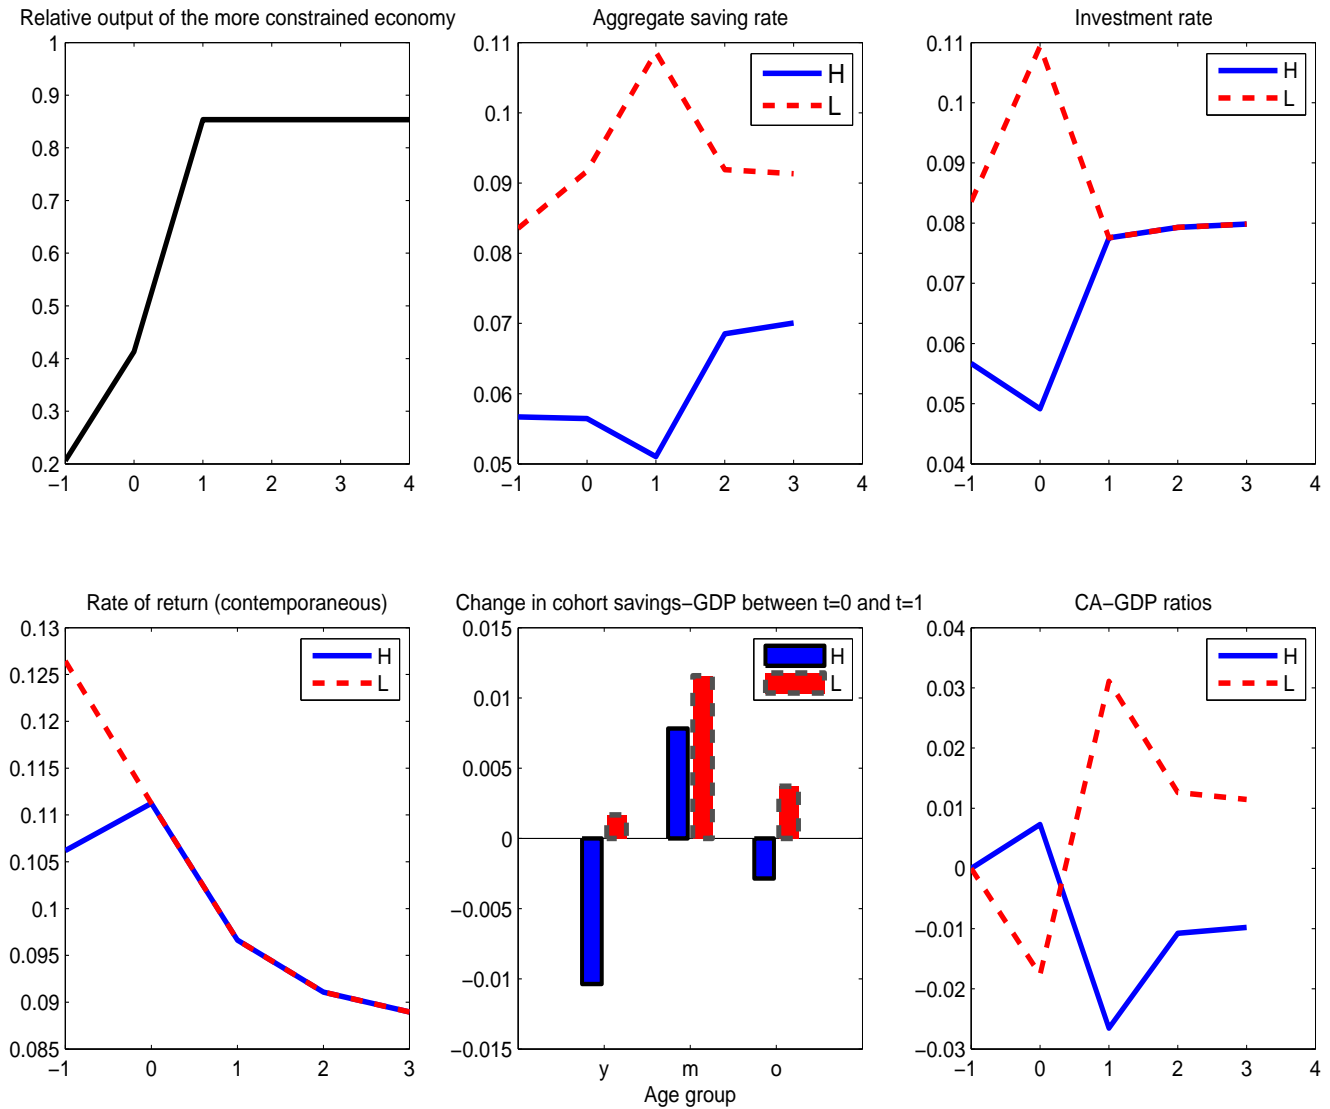 Relative output of the more constrained economy
1
0.9
0.8
0.7
0.6
0.5
0.4
0.3
0.2
−1 0 1 2 3 4
Aggregate saving rate
0.11
0.1
0.09
0.08
0.07
0.06
0.05
−1 0 1 2 3 4
H
L
Investment rate
0.11
0.1
0.09
0.08
0.07
0.06
0.05
0.04
−1 0 1 2 3 4
H
L
Rate of return (contemporaneous)
0.13
0.125
0.12
0.115
0.11
0.105
0.1
0.095
0.09
0.085
−1 0 1 2 3
H
L
Change in cohort savings−GDP between t=0 and t=1
0.015
0.01
0.005
0
−0.005
−0.01
−0.015
y m o
Age group
H
L
CA−GDP ratios
0.04
0.03
0.02
0.01
0
−0.01
−0.02
−0.03
−1 0 1 2 3 4
H
L